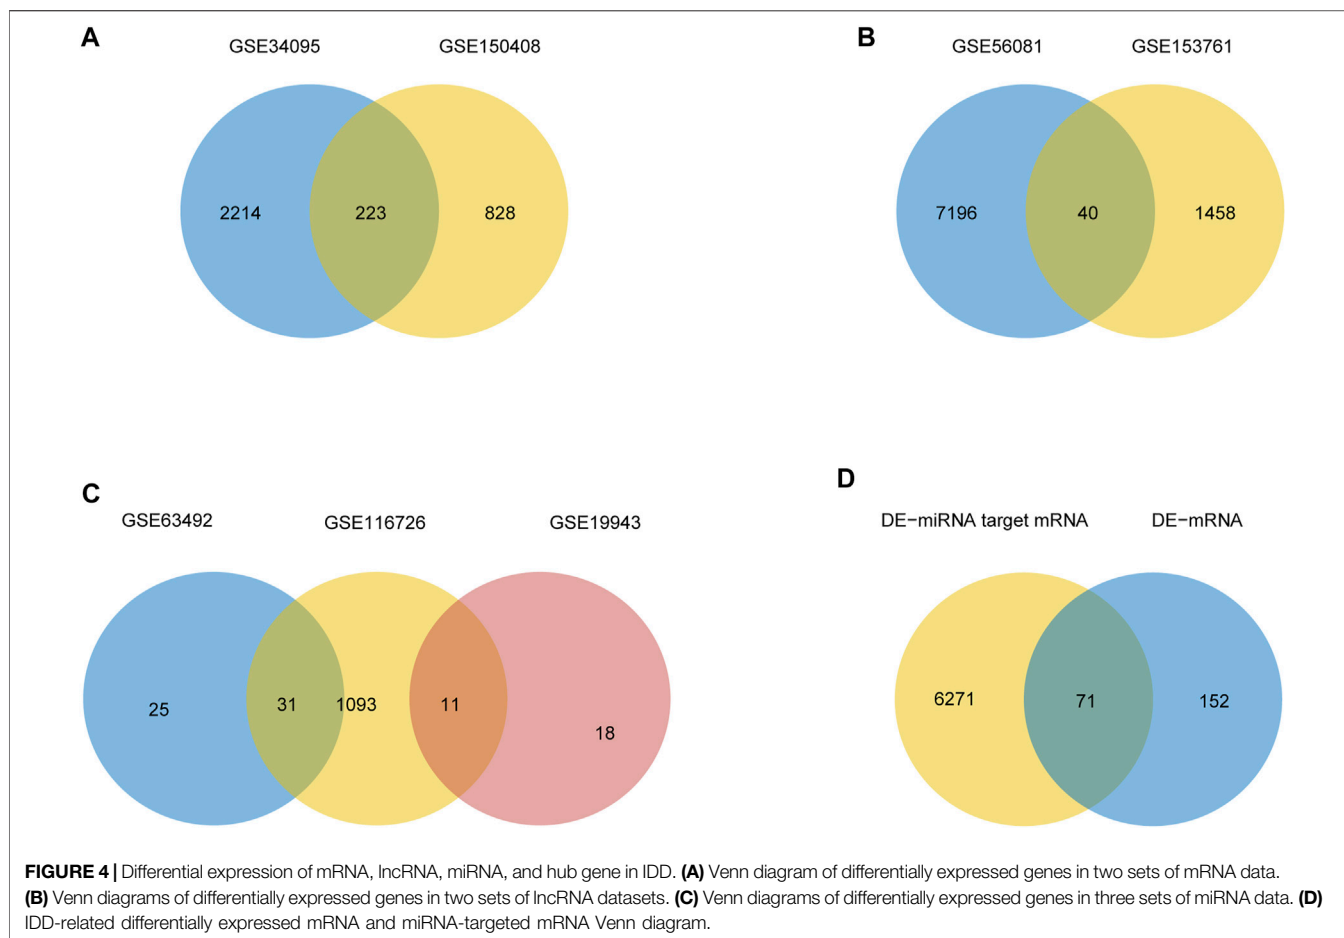 A
GSE34095
GSE150408
2214
223
828
B
GSE56081
GSE153761
7196
40
1458
C
GSE63492
GSE116726
GSE19943
25
31
1093
11
18
D
DE−miRNA target mRNA
DE−mRNA
6271
71
152
FIGURE 4 | Differential expression of mRNA, lncRNA, miRNA, and hub gene in IDD. (A) Venn diagram of differentially expressed genes in two sets of mRNA data.
(B) Venn diagrams of differentially expressed genes in two sets of lncRNA datasets. (C) Venn diagrams of differentially expressed genes in three sets of miRNA data. (D)
IDD-related differentially expressed mRNA and miRNA-targeted mRNA Venn diagram.